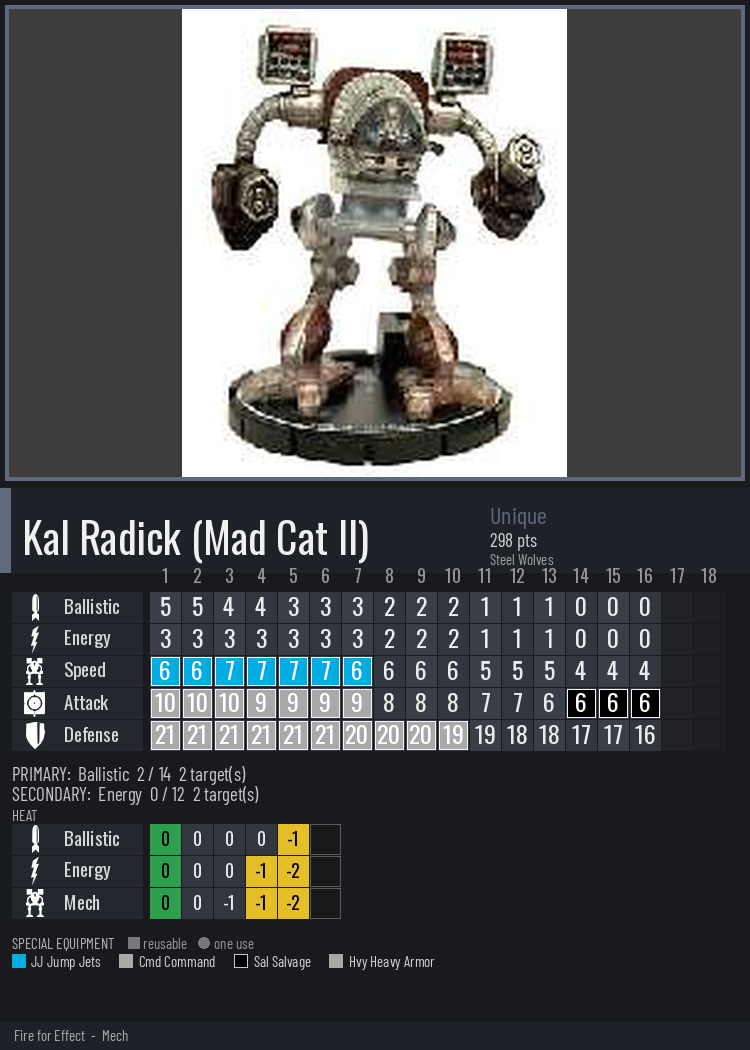 Kal Radick (Mad Cat II)
Unique
298 pts
Steel Wolves
1 2 3 4 5 6 7 8 9 10 11 12 13 14 15 16 17 18
Ballistic 5 5 4 4 3 3 3 2 2 2 1 1 1 0 0 0
Energy 3 3 3 3 3 3 3 2 2 2 1 1 1 0 0 0
Speed 6 6 7 7 7 7 6 6 6 6 5 5 5 4 4 4
Attack 10 10 10 9 9 9 9 8 8 8 7 7 6 6 6 6
Defense 21 21 21 21 21 21 20 20 20 19 19 18 18 17 17 16
PRIMARY: Ballistic 2 / 14 2 target(s)
SECONDARY: Energy 0 / 12 2 target(s)
HEAT
Ballistic 0 0 0 0 -1
Energy 0 0 0 -1 -2
Mech 0 0 -1 -1 -2
SPECIAL EQUIPMENT reusable one use
JJ Jump Jets Cmd Command Sal Salvage Hvy Heavy Armor
Fire for Effect - Mech